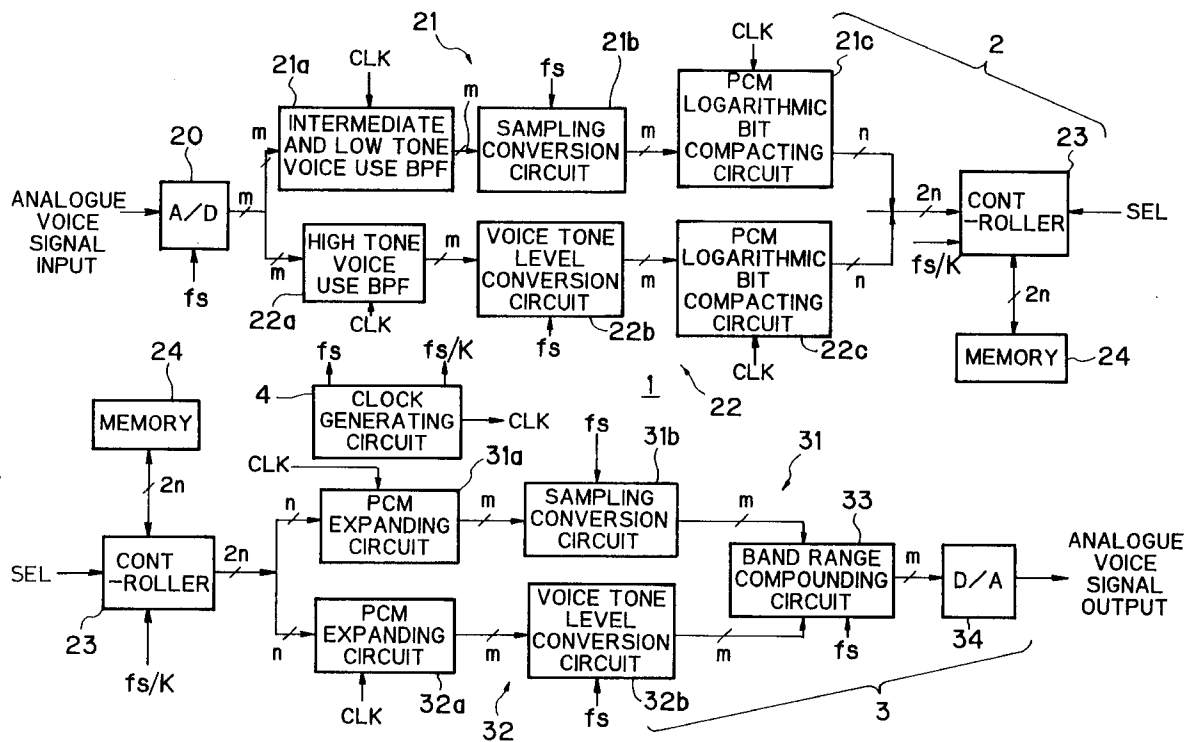 21
21a
CLK
m
21b
fs
CLK
21c
2
20
m
INTERMEDIATE
AND LOW TONE
VOICE USE BPF
SAMPLING
CONVERSION
CIRCUIT
m
PCM
LOGARITHMIC
BIT
COMPACTING
CIRCUIT
n
23
ANALOGUE
VOICE
SIGNAL
INPUT
A/D
m
2n
CONT
-ROLLER
SEL
fs
m
HIGH TONE
VOICE
USE BPF
m
VOICE TONE
LEVEL
CONVERSION
CIRCUIT
m
PCM
LOGARITHMIC
BIT
COMPACTING
CIRCUIT
n
fs/K
2n
22a
CLK
fs
22b
CLK
22c
MEMORY
24
24
fs
fs/K
1
22
4
CLOCK
GENERATING
CIRCUIT
CLK
MEMORY
2n
CLK
31a
fs
31b
31
n
PCM
EXPANDING
CIRCUIT
m
SAMPLING
CONVERSION
CIRCUIT
m
33
SEL
CONT
-ROLLER
2n
BAND RANGE
COMPOUNDING
CIRCUIT
m
D/A
ANALOGUE
VOICE
SIGNAL
OUTPUT
23
fs/K
n
PCM
EXPANDING
CIRCUIT
m
VOICE TONE
LEVEL
CONVERSION
CIRCUIT
m
fs
34
CLK
32a
32
fs
32b
3